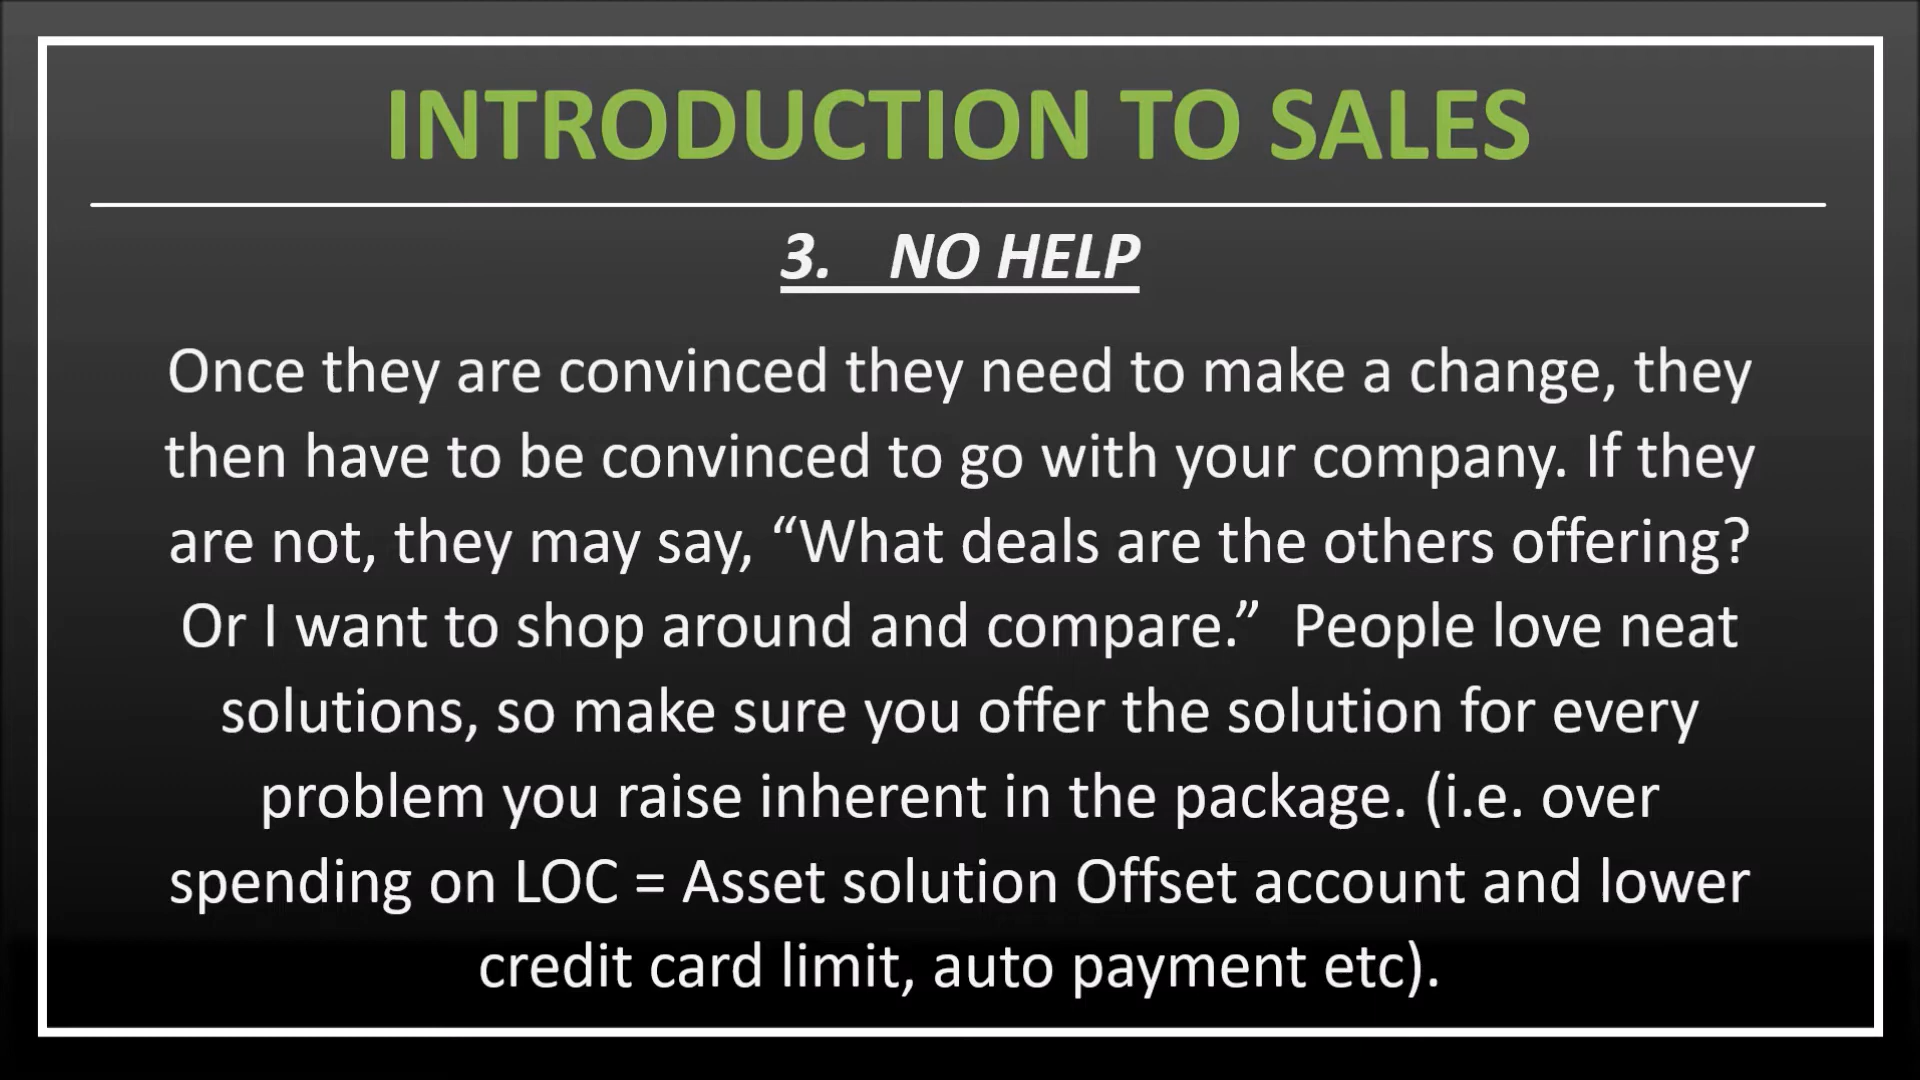 INTRODUCTION TO SALES
3. NO HELP
Once they are convinced they need to make a change, they
then have to be convinced to go with your company. If they
are not, they may say, “What deals are the others offering?
Or I want to shop around and compare.”  People love neat
solutions, so make sure you offer the solution for every
problem you raise inherent in the package. (i.e. over
spending on LOC = Asset solution Offset account and lower
credit card limit, auto payment etc).